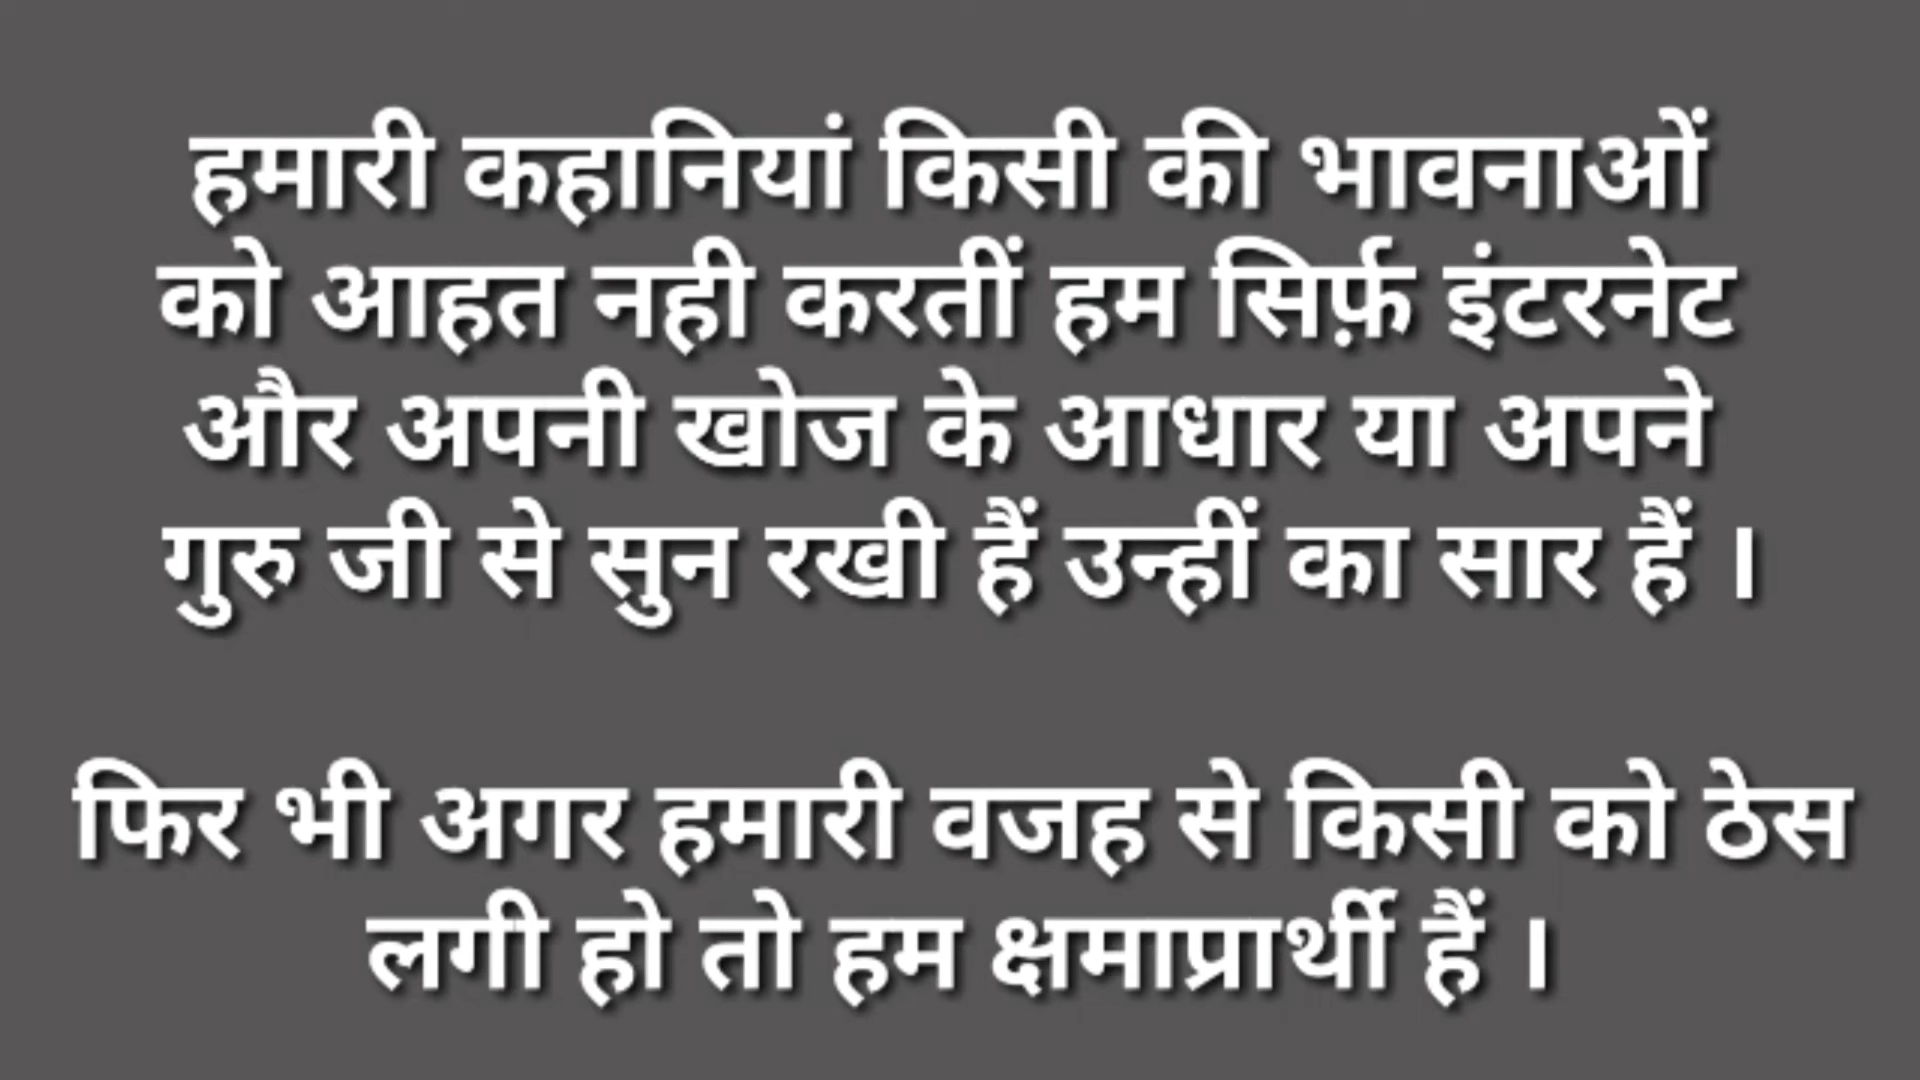 हमारी कहानियां किसी की भावनाओं
को आहत नही करतीं हम सिर्फ़ इंटरनेट
और अपनी खोज के आधार या अपने
गुरु जी से सुन रखी हैं उन्हीं का सार हैं ।
फिर भी अगर हमारी वजह से किसी को ठेस
लगी हो तो हम क्षमाप्रार्थी हैं ।